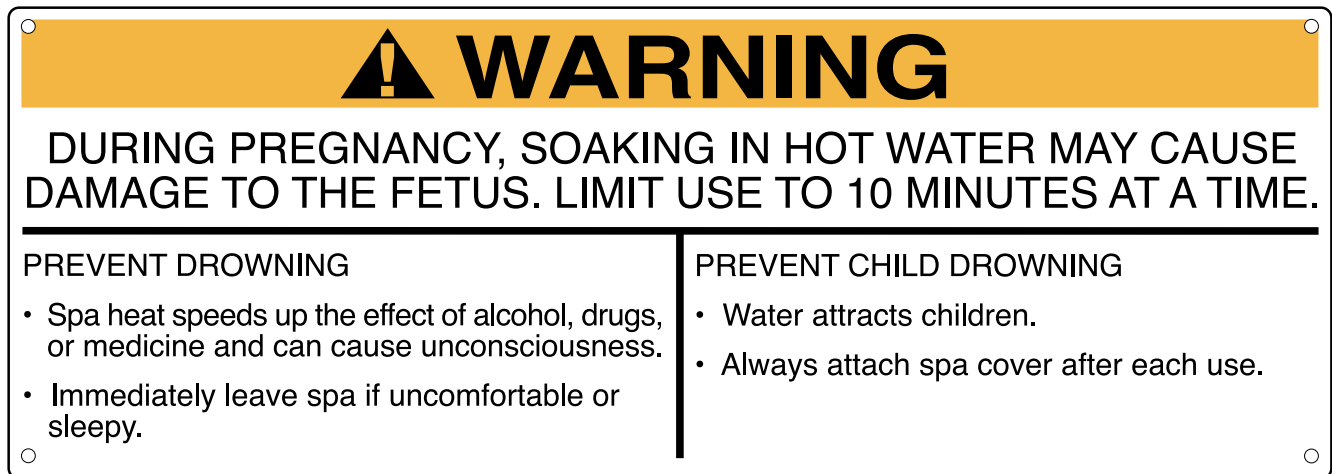 WARNING
DURING PREGNANCY, SOAKING IN HOT WATER MAY CAUSE
DAMAGE TO THE FETUS. LIMIT USE TO 10 MINUTES AT A TIME.
PREVENT DROWNING
• Spa heat speeds up the effect of alcohol, drugs,
or medicine and can cause unconsciousness.
• Immediately leave spa if uncomfortable or
sleepy.
PREVENT CHILD DROWNING
• Water attracts children.
• Always attach spa cover after each use.